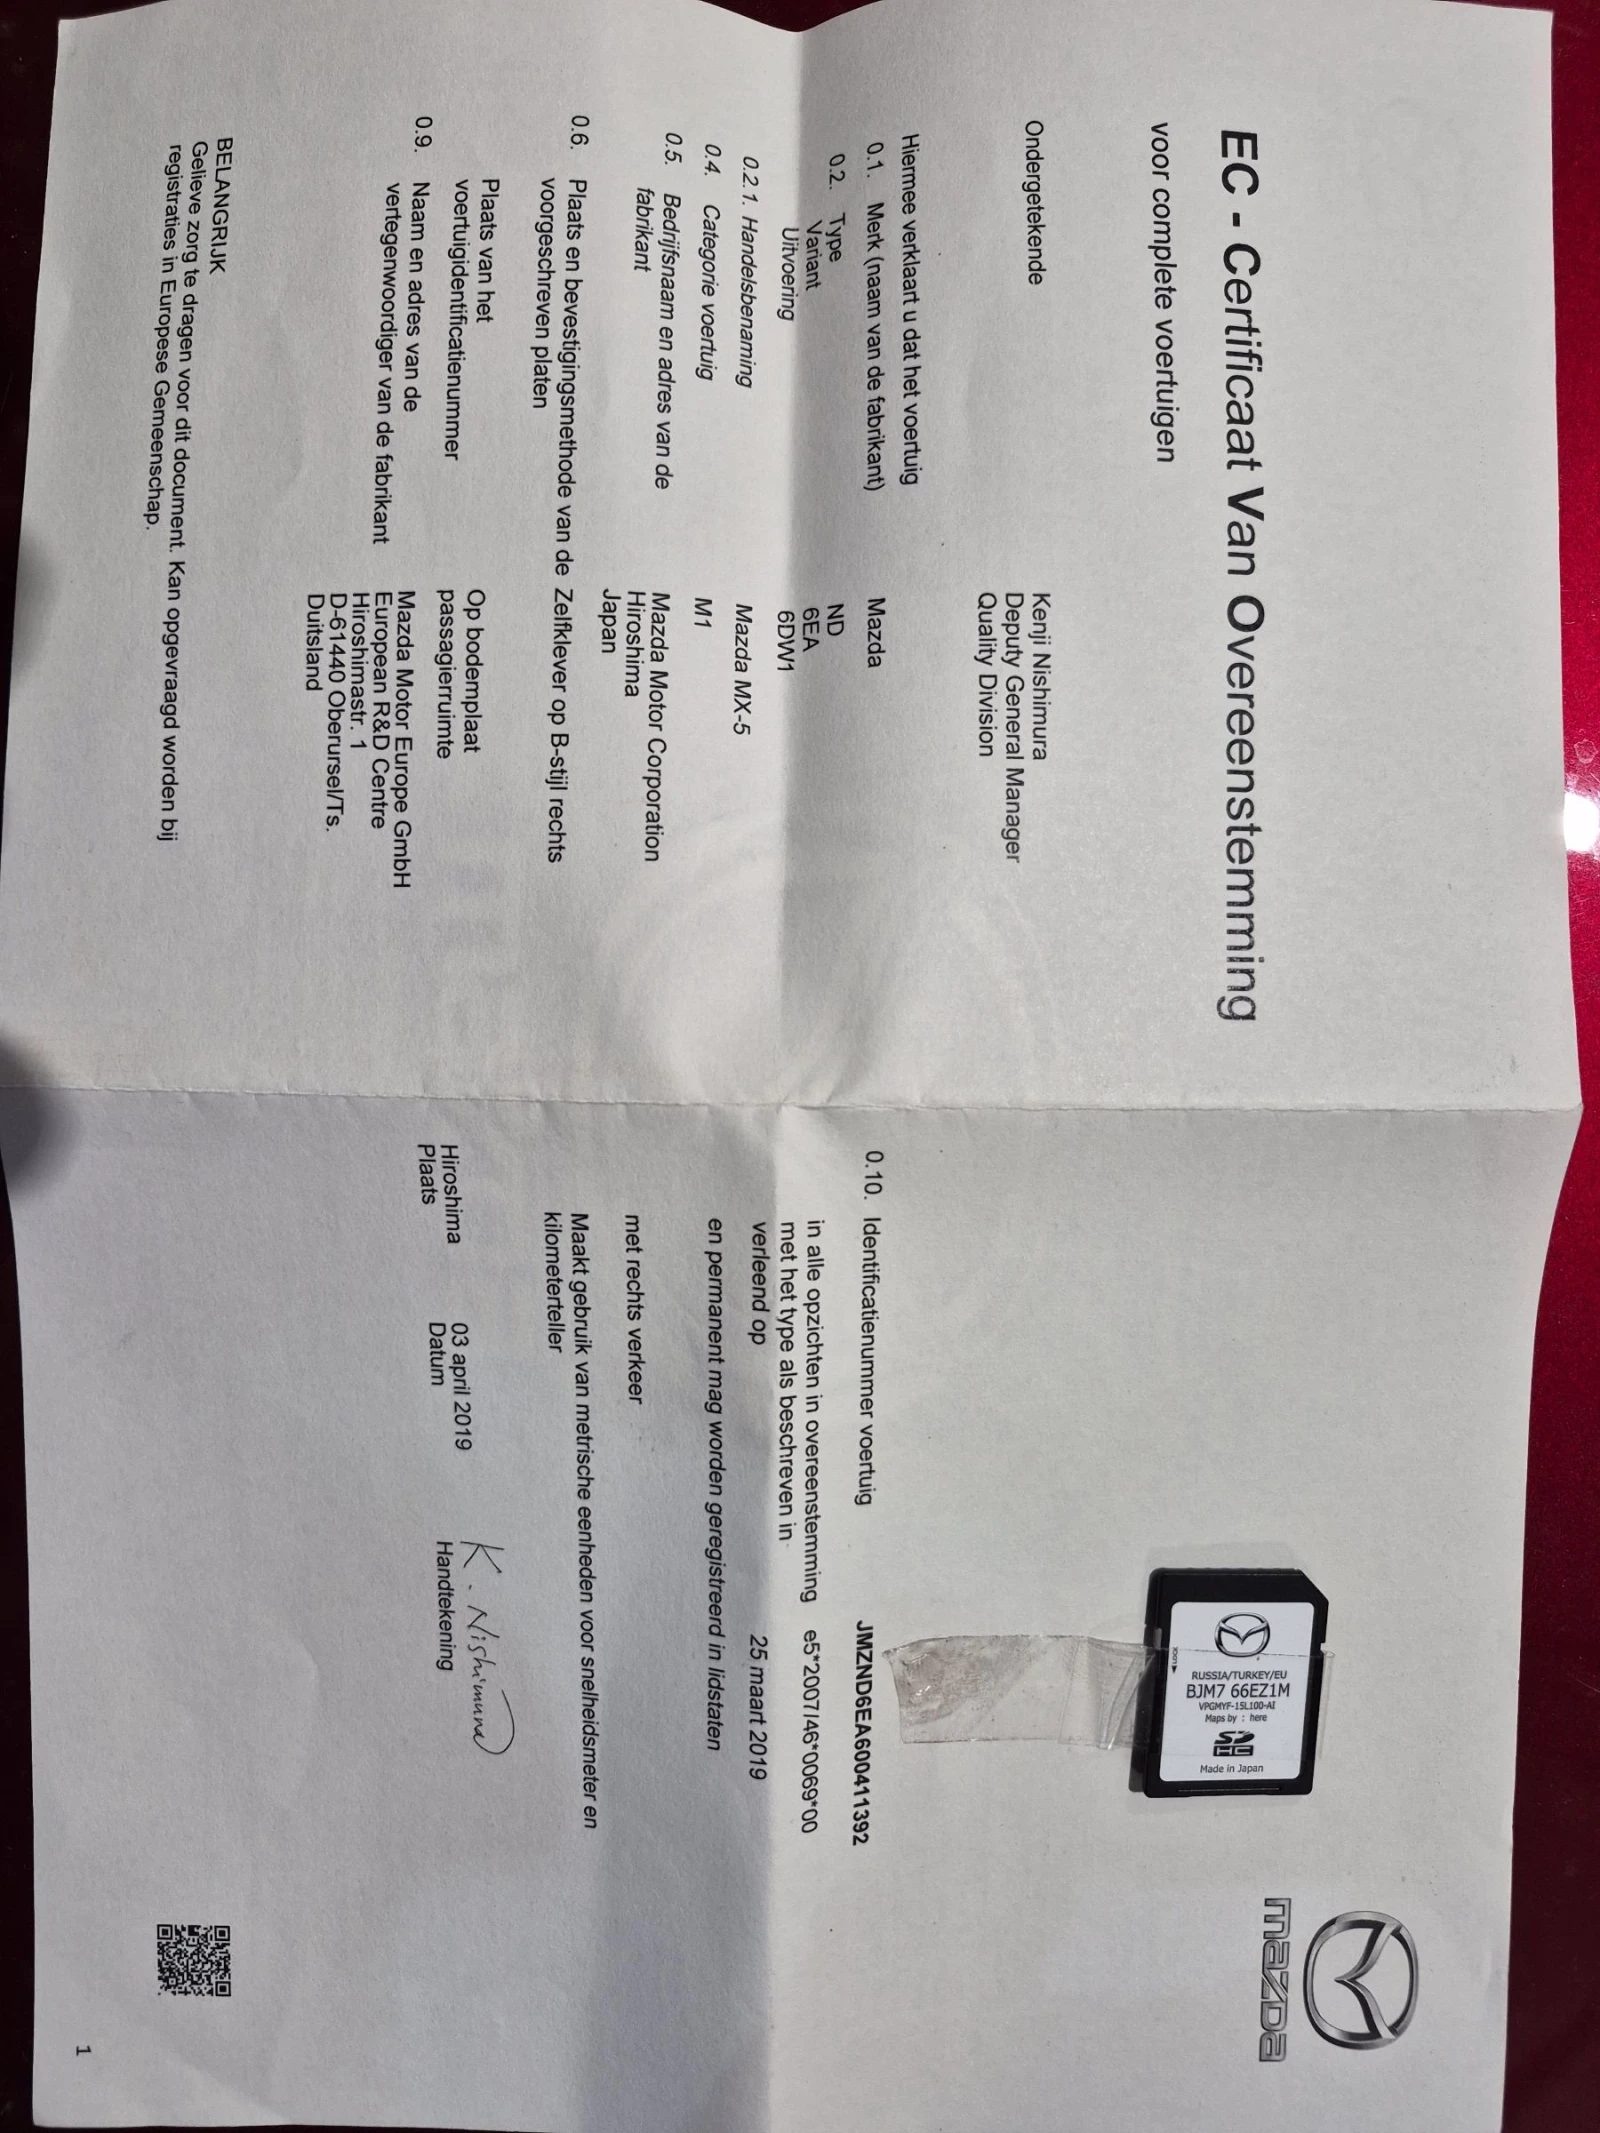 EC - Certificaat Van Overeenstemming
voor complete voertuigen
Ondergetekende
Kenji Nishimura
Deputy General Manager
Quality Division
Hiermee verklaart u dat het voertuig
0.1. Merk (naam van de fabrikant) Mazda
0.2. Type ND
Variant 6EA
Uitvoering 6DW1
0.2.1. Handelsbenaming Mazda MX-5
0.4. Categorie voertuig M1
0.5. Bedrijfsnaam en adres van de
fabrikant
Mazda Motor Corporation
Hiroshima
Japan
0.6. Plaats en bevestigingsmethode van de Zelfklever op B-stijl rechts
voorgeschreven platen
Plaats van het
voertuigidentificatienummer
Op bodemplaat
passagierruimte
0.9. Naam en adres van de
vertegenwoordiger van de fabrikant
Mazda Motor Europe GmbH
European R&D Centre
Hiroshimastr. 1
D-61440 Oberursel/Ts.
Duitsland
BELANGRIJK
Gelieve zorg te dragen voor dit document. Kan opgevraagd worden bij
registraties in Europese Gemeenschap.
mazda
RUSSIA/TURKEY/EU
BJM7 66EZ1M
VPGMYF-15L100-AI
Maps by : here
SD HC
Made in Japan
LOCK
0.10. Identificatienummer voertuig JMZND6EA600411392
in alle opzichten in overeenstemming e5*2007/46*0069*00
met het type als beschreven in
verleend op 25 maart 2019
en permanent mag worden geregistreerd in lidstaten
met rechts verkeer
Maakt gebruik van metrische eenheden voor snelheidsmeter en
kilometerteller
Hiroshima 03 april 2019 K. Nishimura
Plaats Datum Handtekening
1